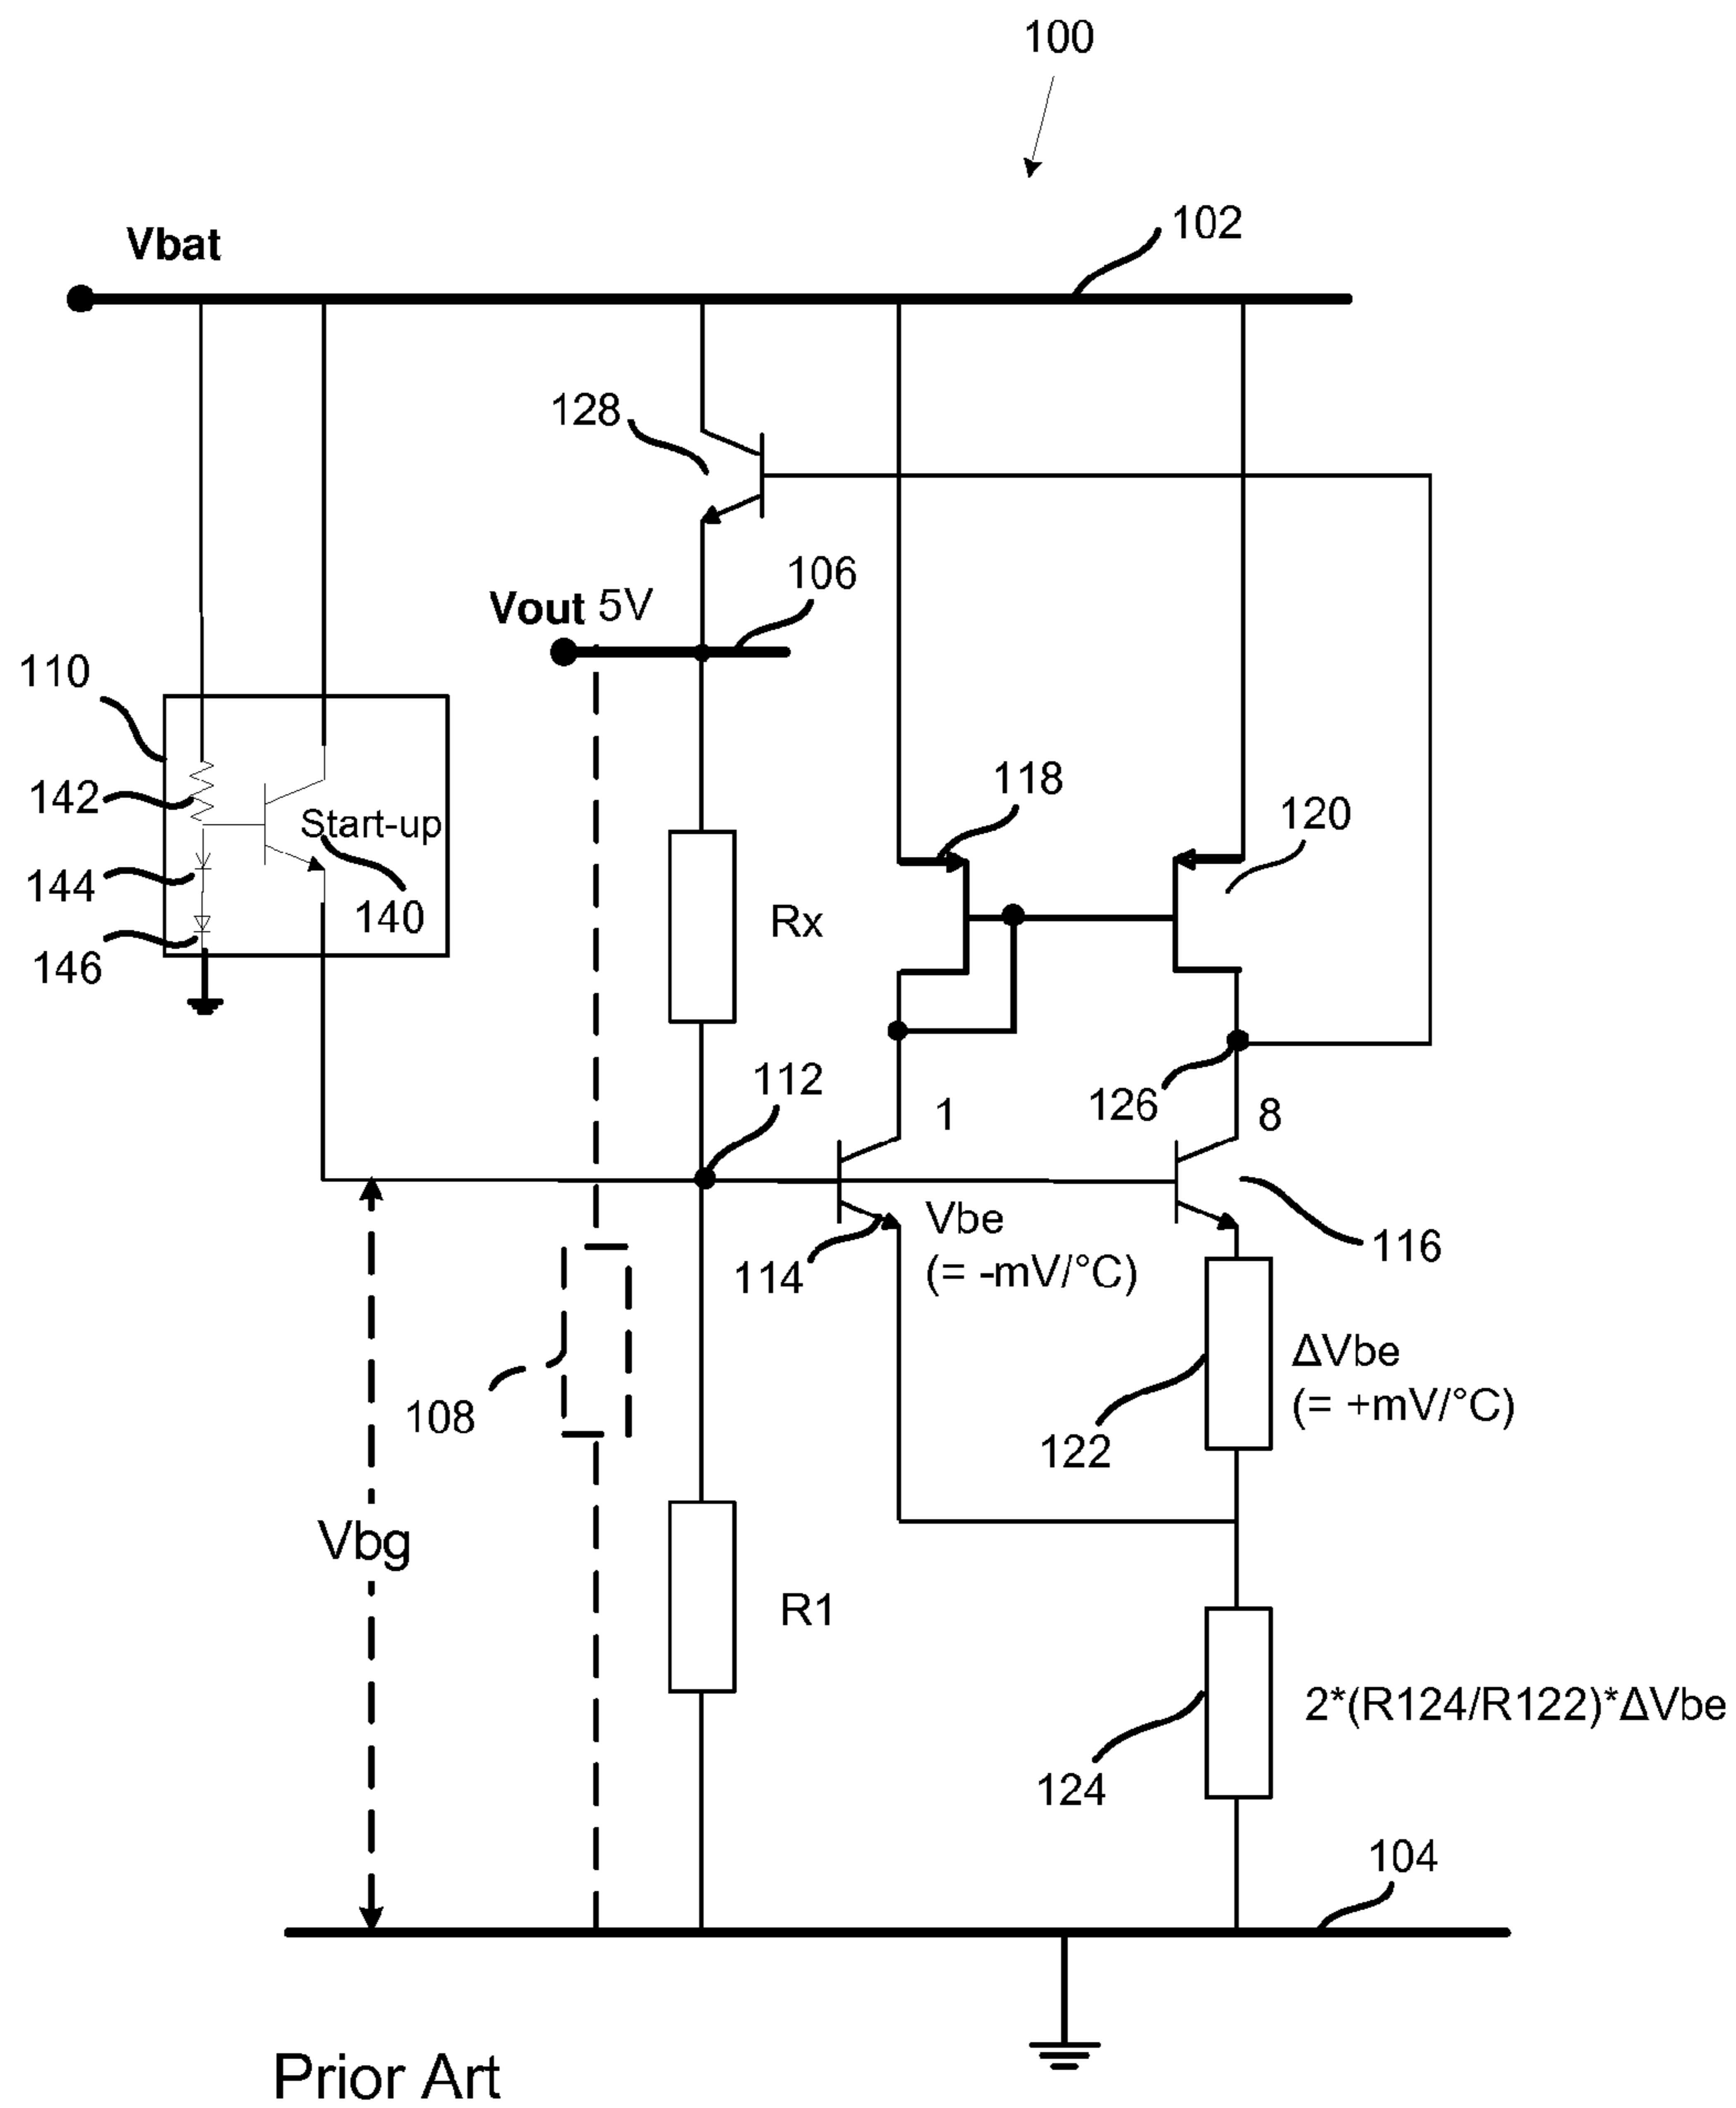 100
Vbat
102
128
Vout 5V
106
110
118
142
120
Start-up
144
140
Rx
146
112
126
1
8
Vbe
(= -mV/°C)
114
116
ΔVbe
(= +mV/°C)
108
122
Vbg
R1
2*(R124/R122)*ΔVbe
124
104
Prior Art